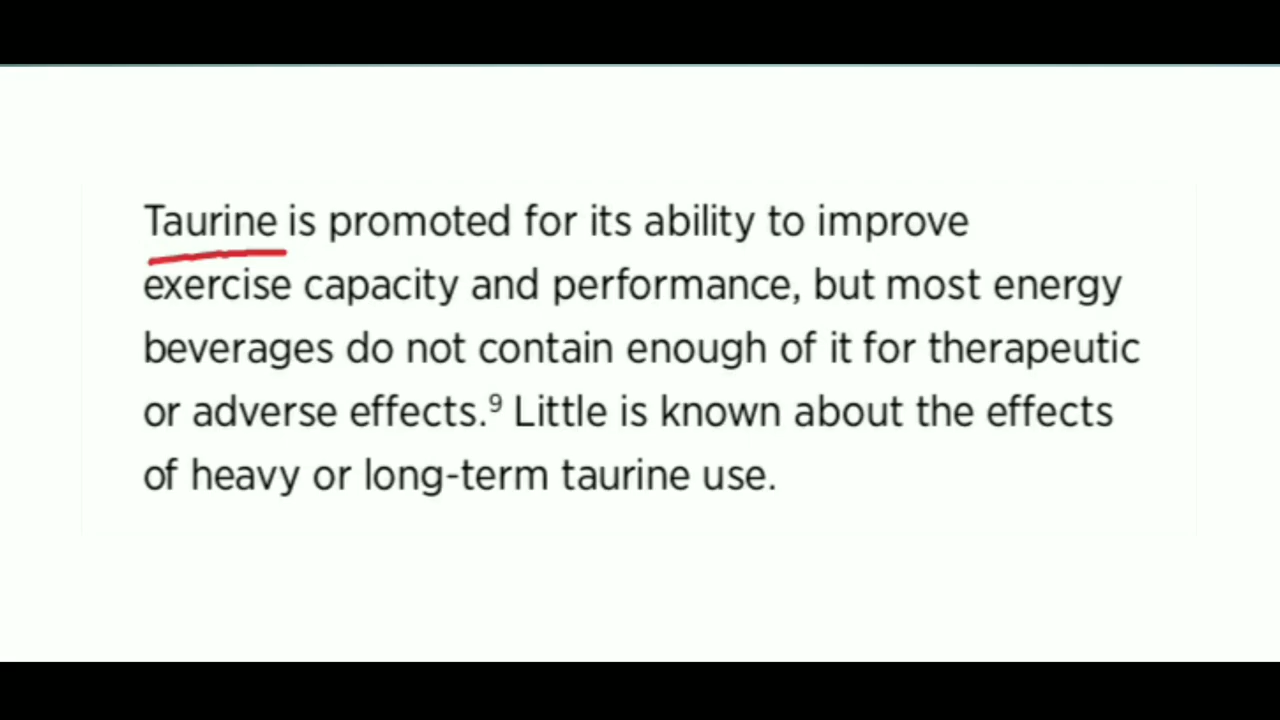 Taurine is promoted for its ability to improve
exercise capacity and performance, but most energy
beverages do not contain enough of it for therapeutic
or adverse effects.⁹ Little is known about the effects
of heavy or long-term taurine use.